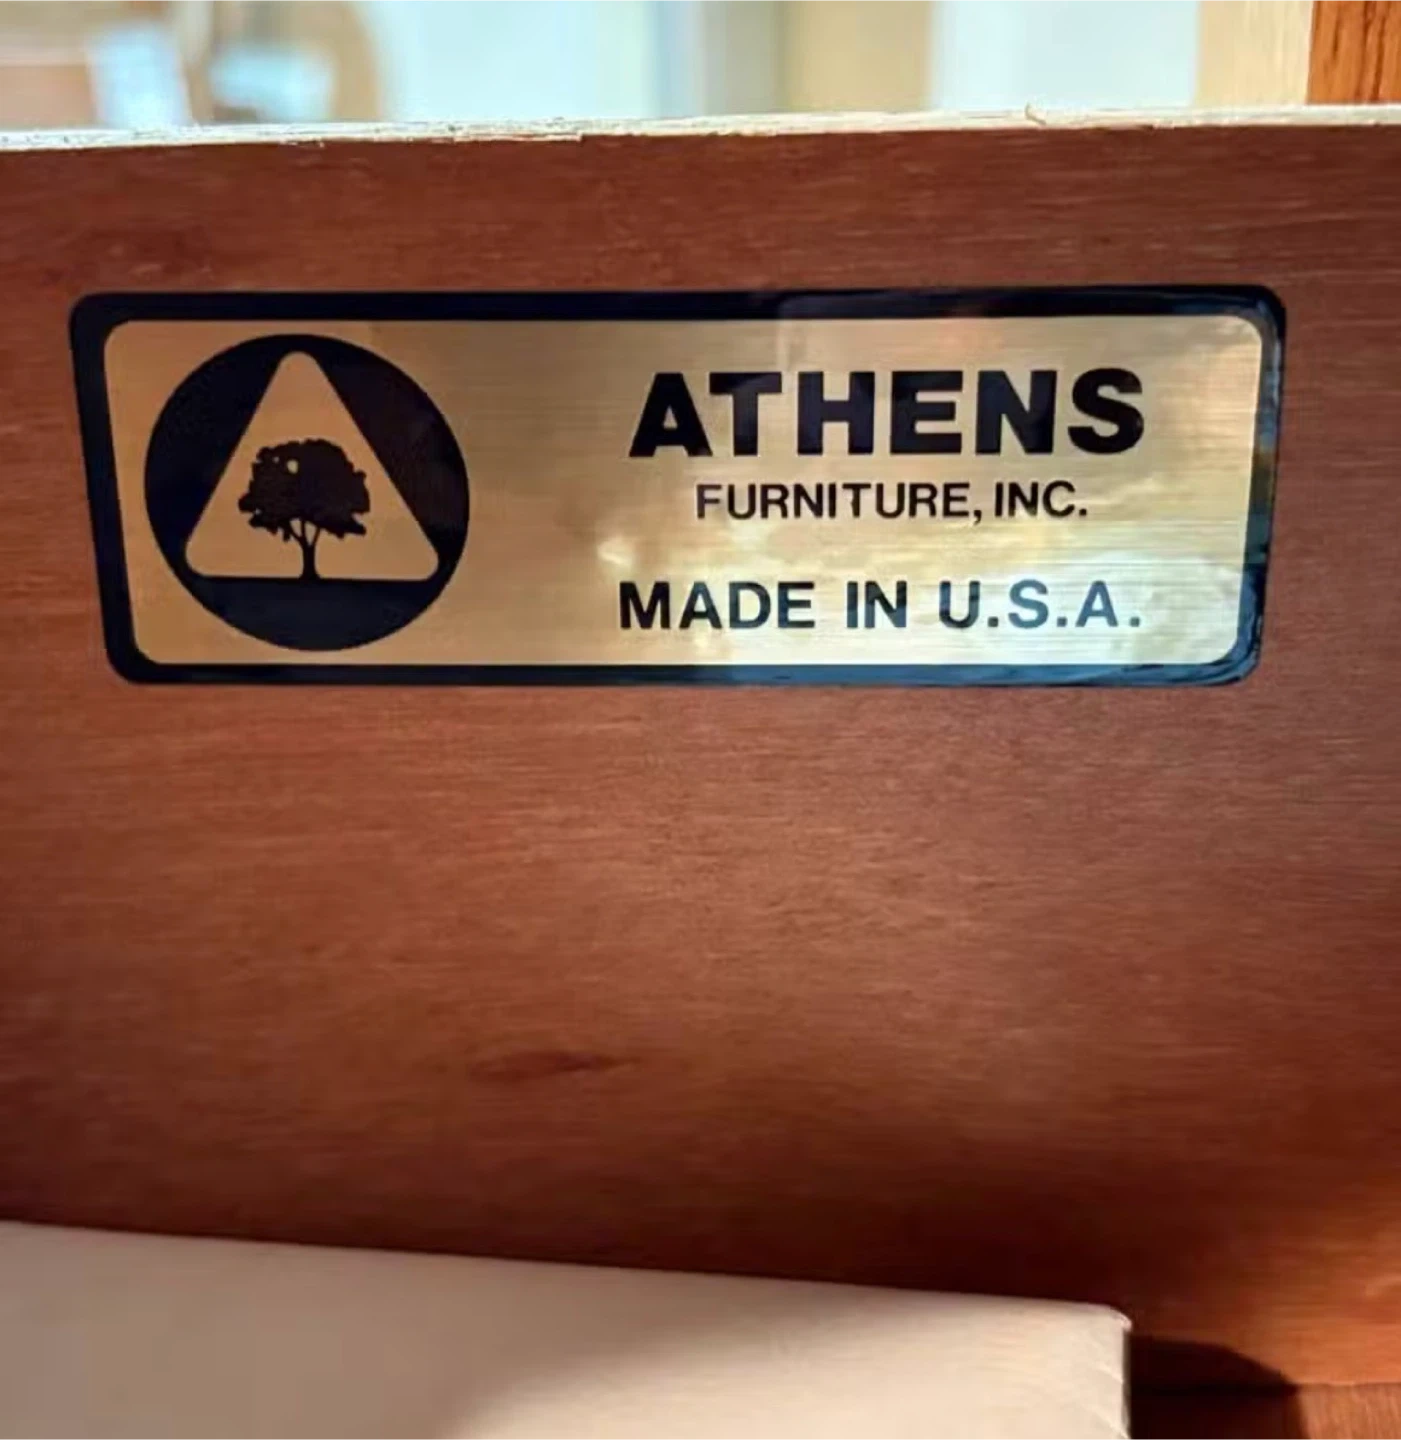 ATHENS
FURNITURE, INC.
MADE IN U.S.A.